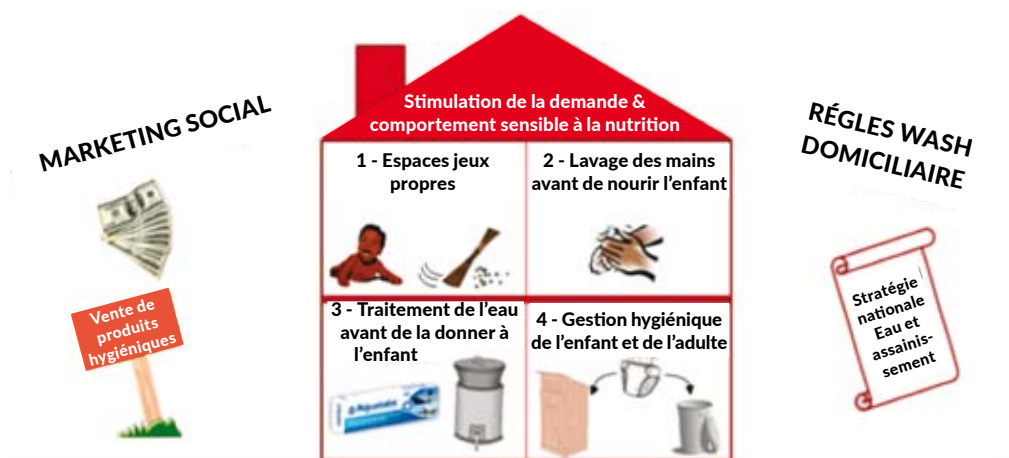 MARKETING SOCIAL
Vente de
produits
hygiéniques
Stimulation de la demande &
comportement sensible à la nutrition
1 - Espaces jeux
propres
2 - Lavage des mains
avant de nourir l’enfant
3 - Traitement de l’eau
avant de la donner à
l’enfant
Aquatabs
4 - Gestion hygiénique
de l’enfant et de l’adulte
RÉGLES WASH
DOMICILIAIRE
Stratégie
nationale
Eau et
assainis-
sement